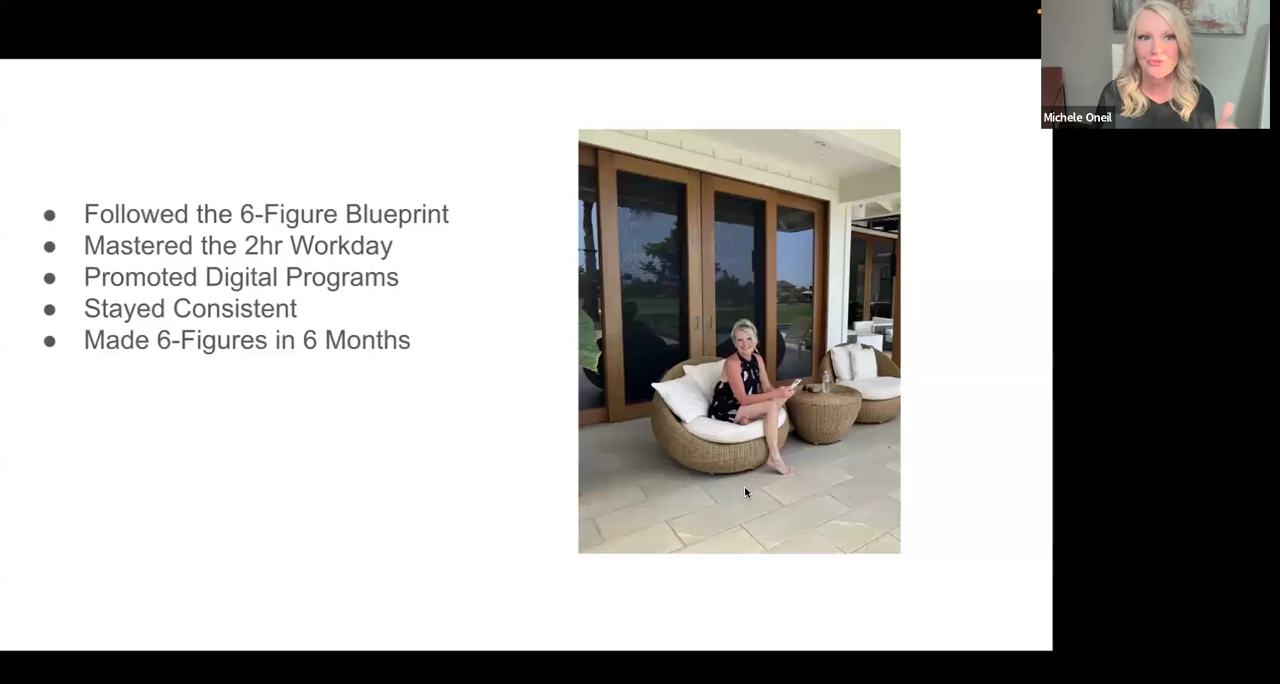 Michele Oneil
● Followed the 6-Figure Blueprint
● Mastered the 2hr Workday
● Promoted Digital Programs
● Stayed Consistent
● Made 6-Figures in 6 Months